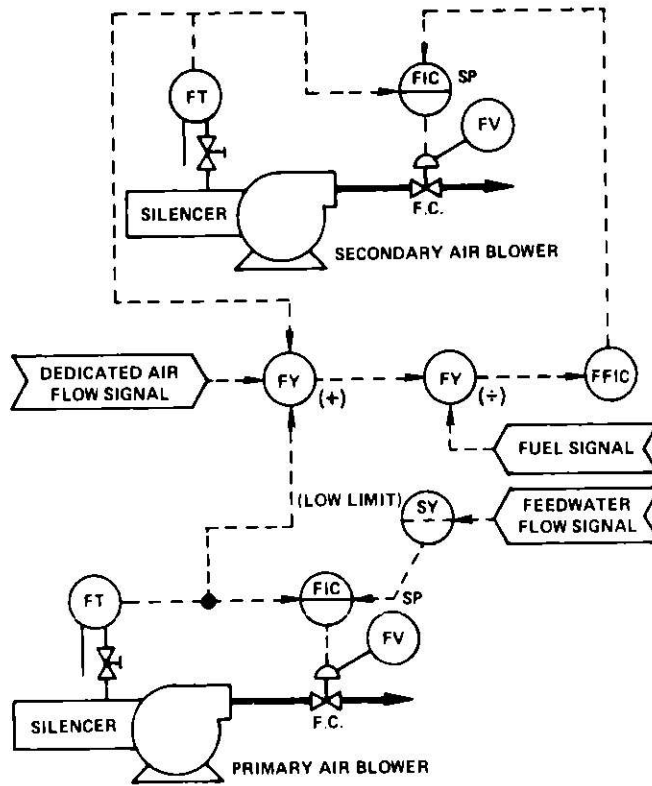 FIC
SP
FT
FV
SILENCER
F.C.
SECONDARY AIR BLOWER
DEDICATED AIR
FLOW SIGNAL
FY
(+)
FY
(÷)
FFIC
FUEL SIGNAL
(LOW LIMIT)
SY
FEEDWATER
FLOW SIGNAL
FT
FIC
SP
FV
SILENCER
F.C.
PRIMARY AIR BLOWER